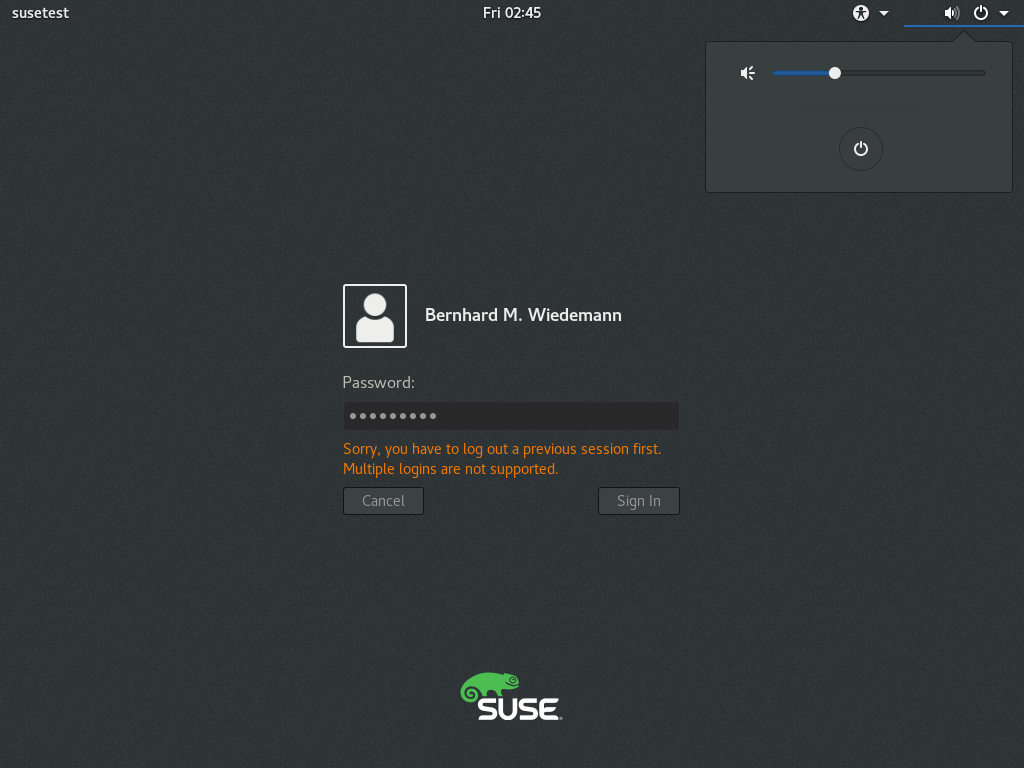 susetest
Fri 02:45
Bernhard M. Wiedemann
Password:
Sorry, you have to log out a previous session first.
Multiple logins are not supported.
Cancel
Sign In
SUSE